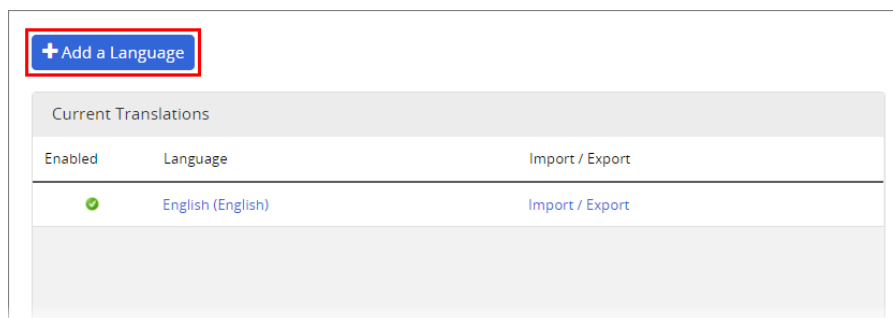 Add a Language
Current Translations
Enabled Language Import / Export
English (English) Import / Export